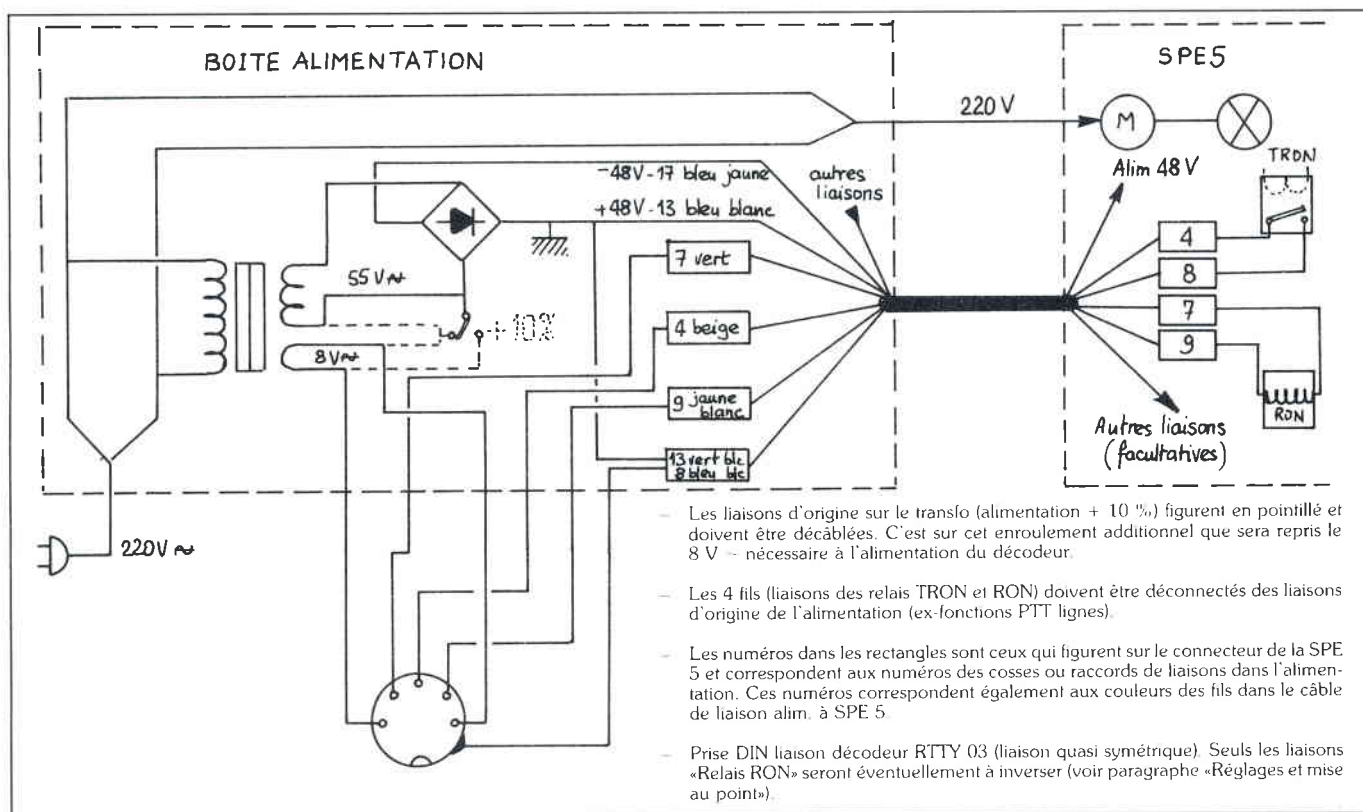 BOITE ALIMENTATION
SPE5
220 V
M
TRON
Alim 48 V
-48V-17 bleu jaune
autres
liaisons
+48V-13 bleu blanc
4
7 vert
8
55 V~
7
+10%
4 beige
9
8V~
9 jaune
blanc
RON
Autres liaisons
(facultatives)
13 vert blc
8 bleu blc
220V ~
– Les liaisons d'origine sur le transfo (alimentation + 10 %) figurent en pointillé et
doivent être décâblées. C'est sur cet enroulement additionnel que sera repris le
8 V ~ nécessaire à l'alimentation du décodeur.
– Les 4 fils (liaisons des relais TRON et RON) doivent être déconnectés des liaisons
d'origine de l'alimentation (ex-fonctions PTT lignes).
– Les numéros dans les rectangles sont ceux qui figurent sur le connecteur de la SPE
5 et correspondent aux numéros des cosses ou raccords de liaisons dans l'alimen-
tation. Ces numéros correspondent également aux couleurs des fils dans le câble
de liaison alim. à SPE 5.
– Prise DIN liaison décodeur RTTY 03 (liaison quasi symétrique). Seuls les liaisons
«Relais RON» seront éventuellement à inverser (voir paragraphe «Réglages et mise
au point»).